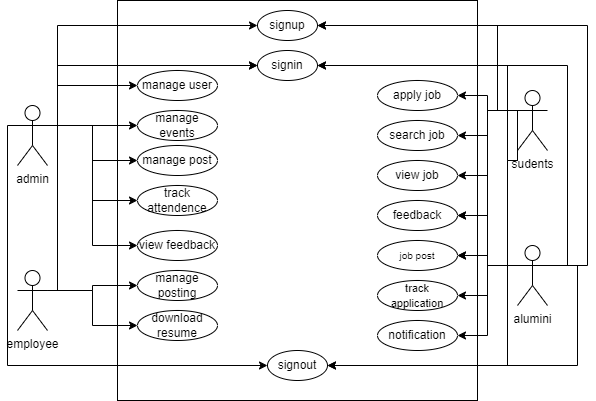 signup
signin
manage user
apply job
manage
events
search job
manage post
admin
sudents
view job
track
attendence
feedback
view feedback
job post
manage
posting
track
application
alumini
download
resume
notification
employee
signout